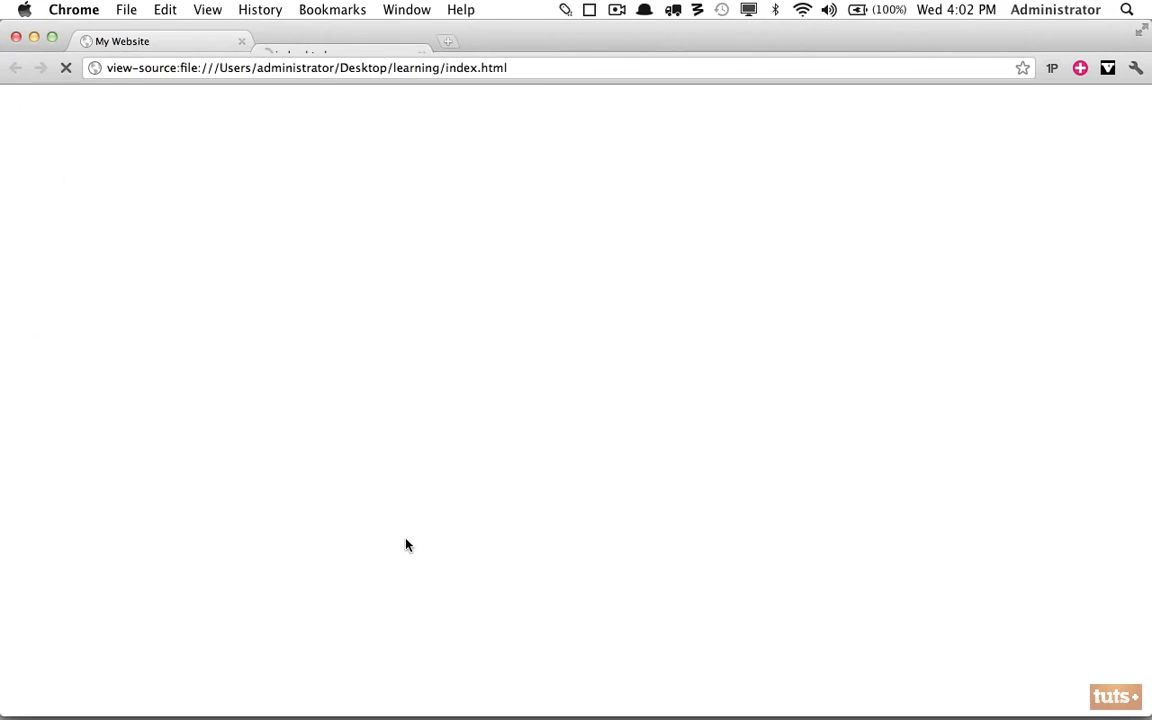 Chrome File Edit View History Bookmarks Window Help (100%) Wed 4:02 PM Administrator
My Website
view-source:file:///Users/administrator/Desktop/learning/index.html 1P
tuts+